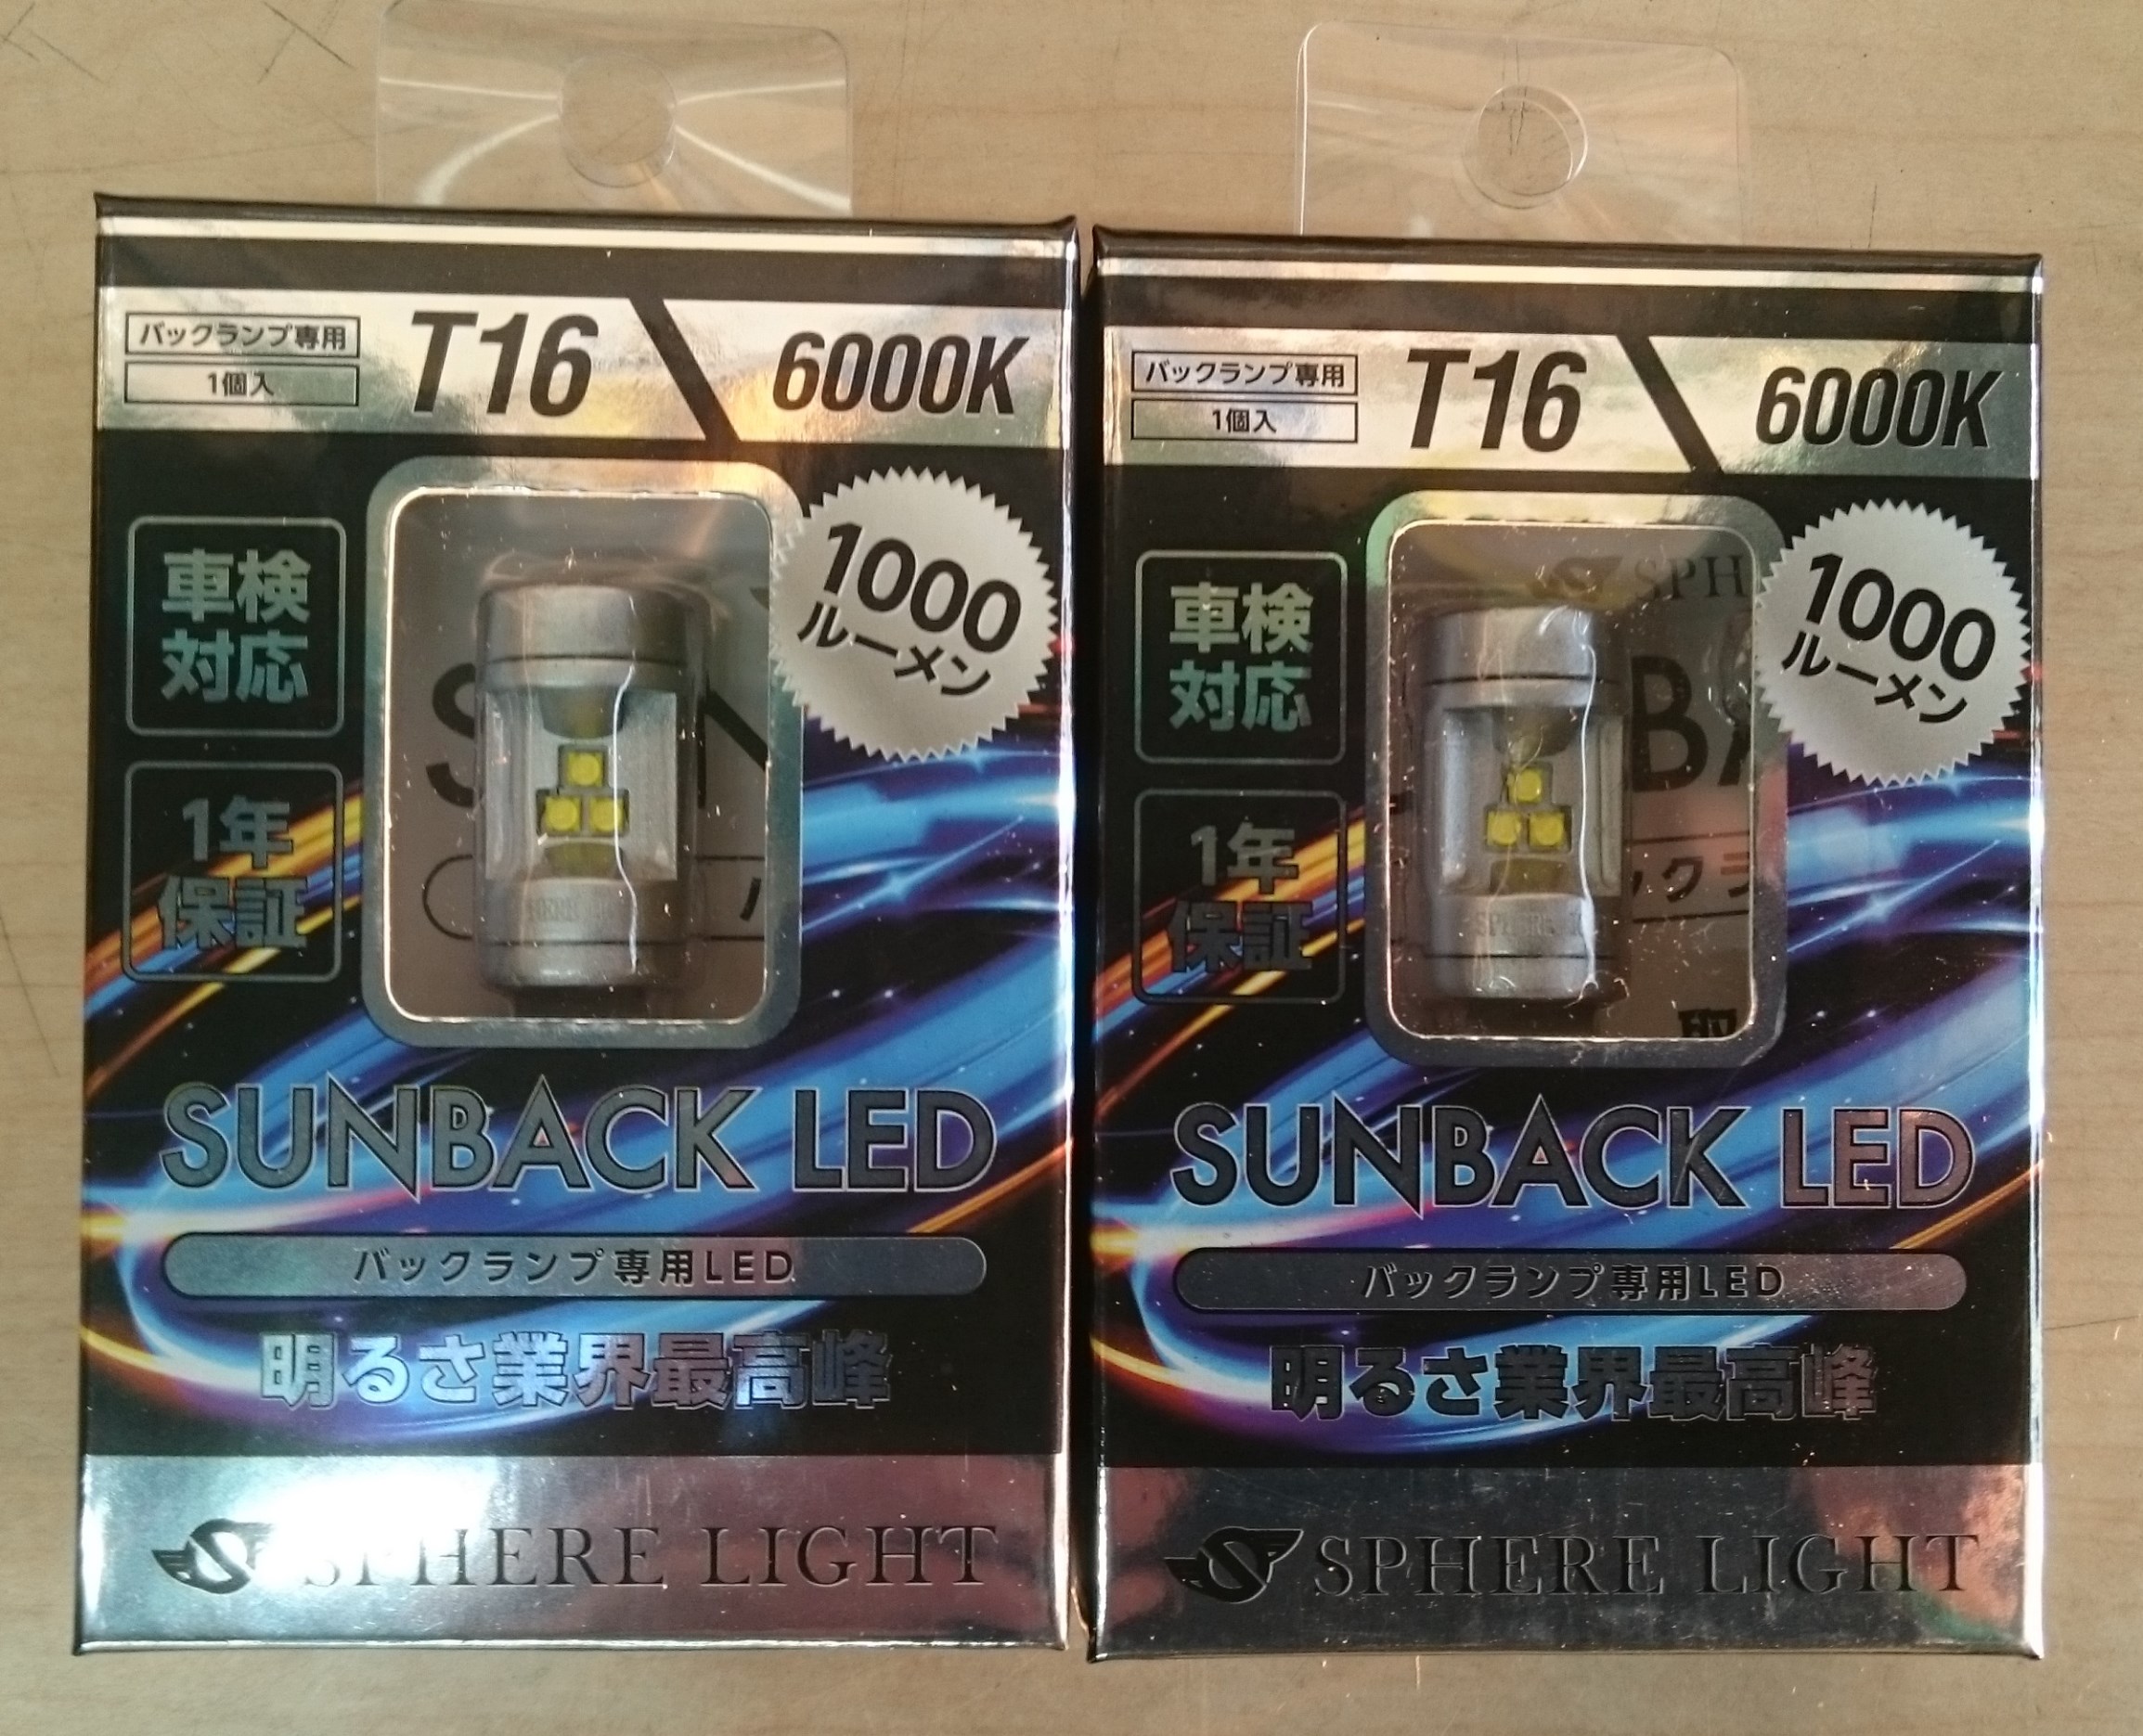 バックランプ専用
1個入
T16
6000K
1000
ルーメン
車検
対応
1年
保証
SUNBACK LED
バックランプ専用LED
明るさ業界最高峰
SPHERE LIGHT
バックランプ専用
1個入
T16
6000K
1000
ルーメン
車検
対応
1年
保証
SPH
SUNBACK LED
バックランプ専用LED
明るさ業界最高峰
SPHERE LIGHT